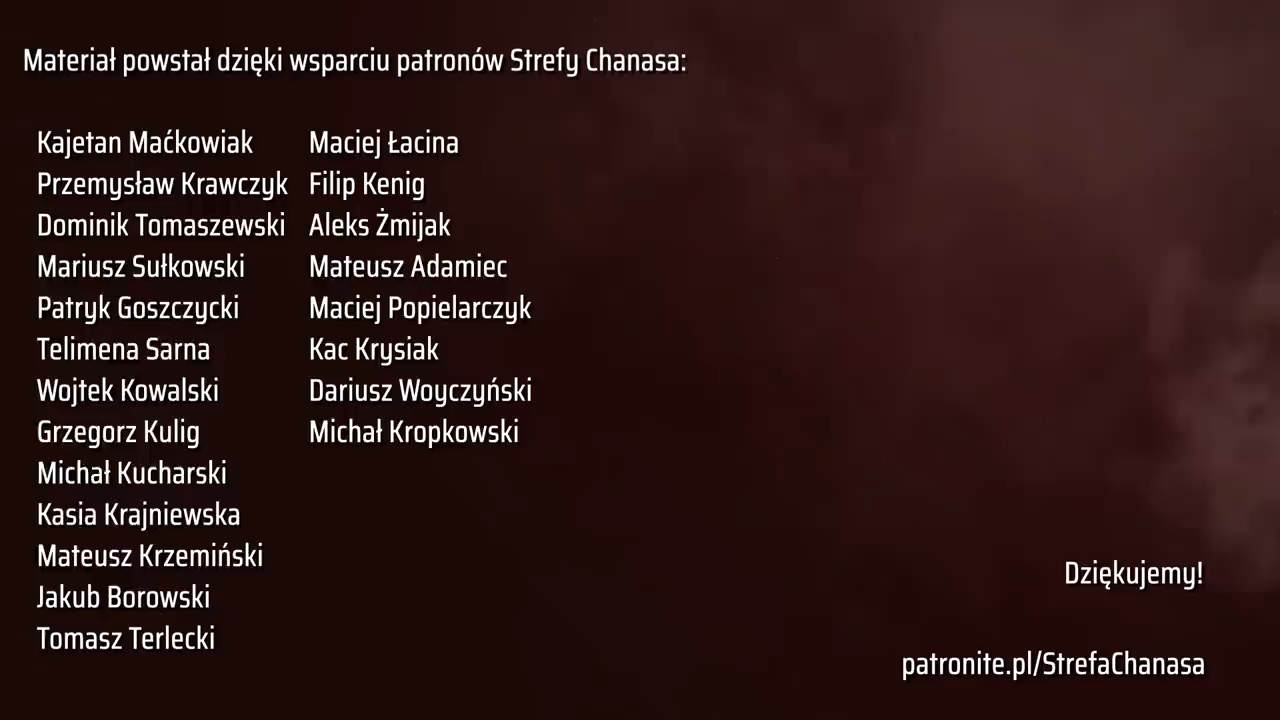 Materiał powstał dzięki wsparciu patronów Strefy Chanasa:
Kajetan Maćkowiak
Przemysław Krawczyk
Dominik Tomaszewski
Mariusz Sułkowski
Patryk Goszczycki
Telimena Sarna
Wojtek Kowalski
Grzegorz Kulig
Michał Kucharski
Kasia Krajniewska
Mateusz Krzemiński
Jakub Borowski
Tomasz Terlecki
Maciej Łacina
Filip Kenig
Aleks Żmijak
Mateusz Adamiec
Maciej Popielarczyk
Kac Krysiak
Dariusz Woyczyński
Michał Kropkowski
Dziękujemy!
patronite.pl/StrefaChanasa